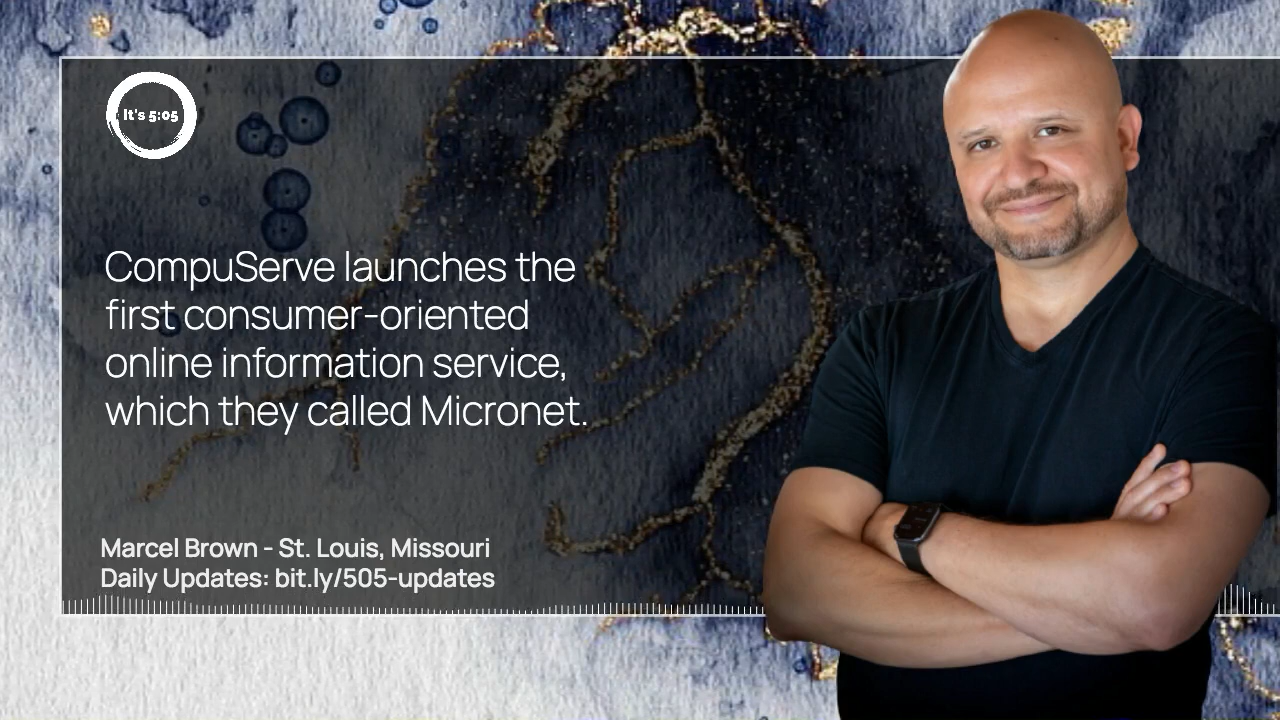 It's 5:05
CompuServe launches the
first consumer-oriented
online information service,
which they called Micronet.
Marcel Brown - St. Louis, Missouri
Daily Updates: bit.ly/505-updates